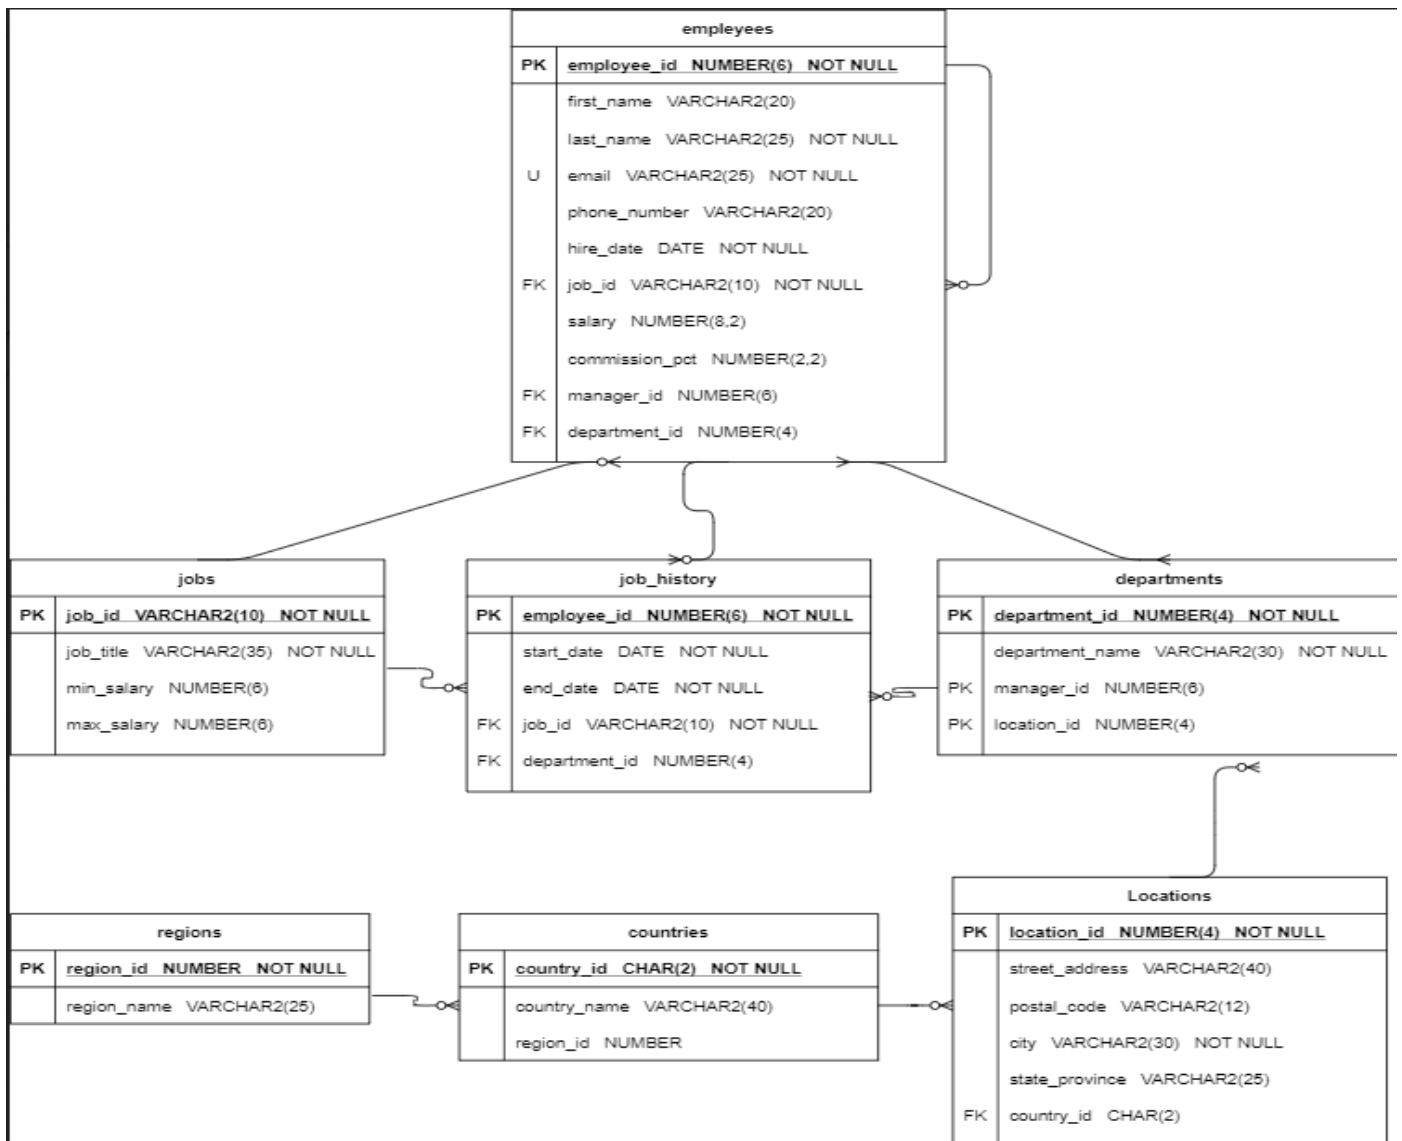 empleyees
PK employee_id NUMBER(6) NOT NULL
first_name VARCHAR2(20)
last_name VARCHAR2(25) NOT NULL
U email VARCHAR2(25) NOT NULL
phone_number VARCHAR2(20)
hire_date DATE NOT NULL
FK job_id VARCHAR2(10) NOT NULL
salary NUMBER(8,2)
commission_pct NUMBER(2,2)
FK manager_id NUMBER(6)
FK department_id NUMBER(4)
jobs
PK job_id VARCHAR2(10) NOT NULL
job_title VARCHAR2(35) NOT NULL
min_salary NUMBER(6)
max_salary NUMBER(6)
job_history
PK employee_id NUMBER(6) NOT NULL
start_date DATE NOT NULL
end_date DATE NOT NULL
FK job_id VARCHAR2(10) NOT NULL
FK department_id NUMBER(4)
departments
PK department_id NUMBER(4) NOT NULL
department_name VARCHAR2(30) NOT NULL
PK manager_id NUMBER(6)
PK location_id NUMBER(4)
regions
PK region_id NUMBER NOT NULL
region_name VARCHAR2(25)
countries
PK country_id CHAR(2) NOT NULL
country_name VARCHAR2(40)
region_id NUMBER
Locations
PK location_id NUMBER(4) NOT NULL
street_address VARCHAR2(40)
postal_code VARCHAR2(12)
city VARCHAR2(30) NOT NULL
state_province VARCHAR2(25)
FK country_id CHAR(2)